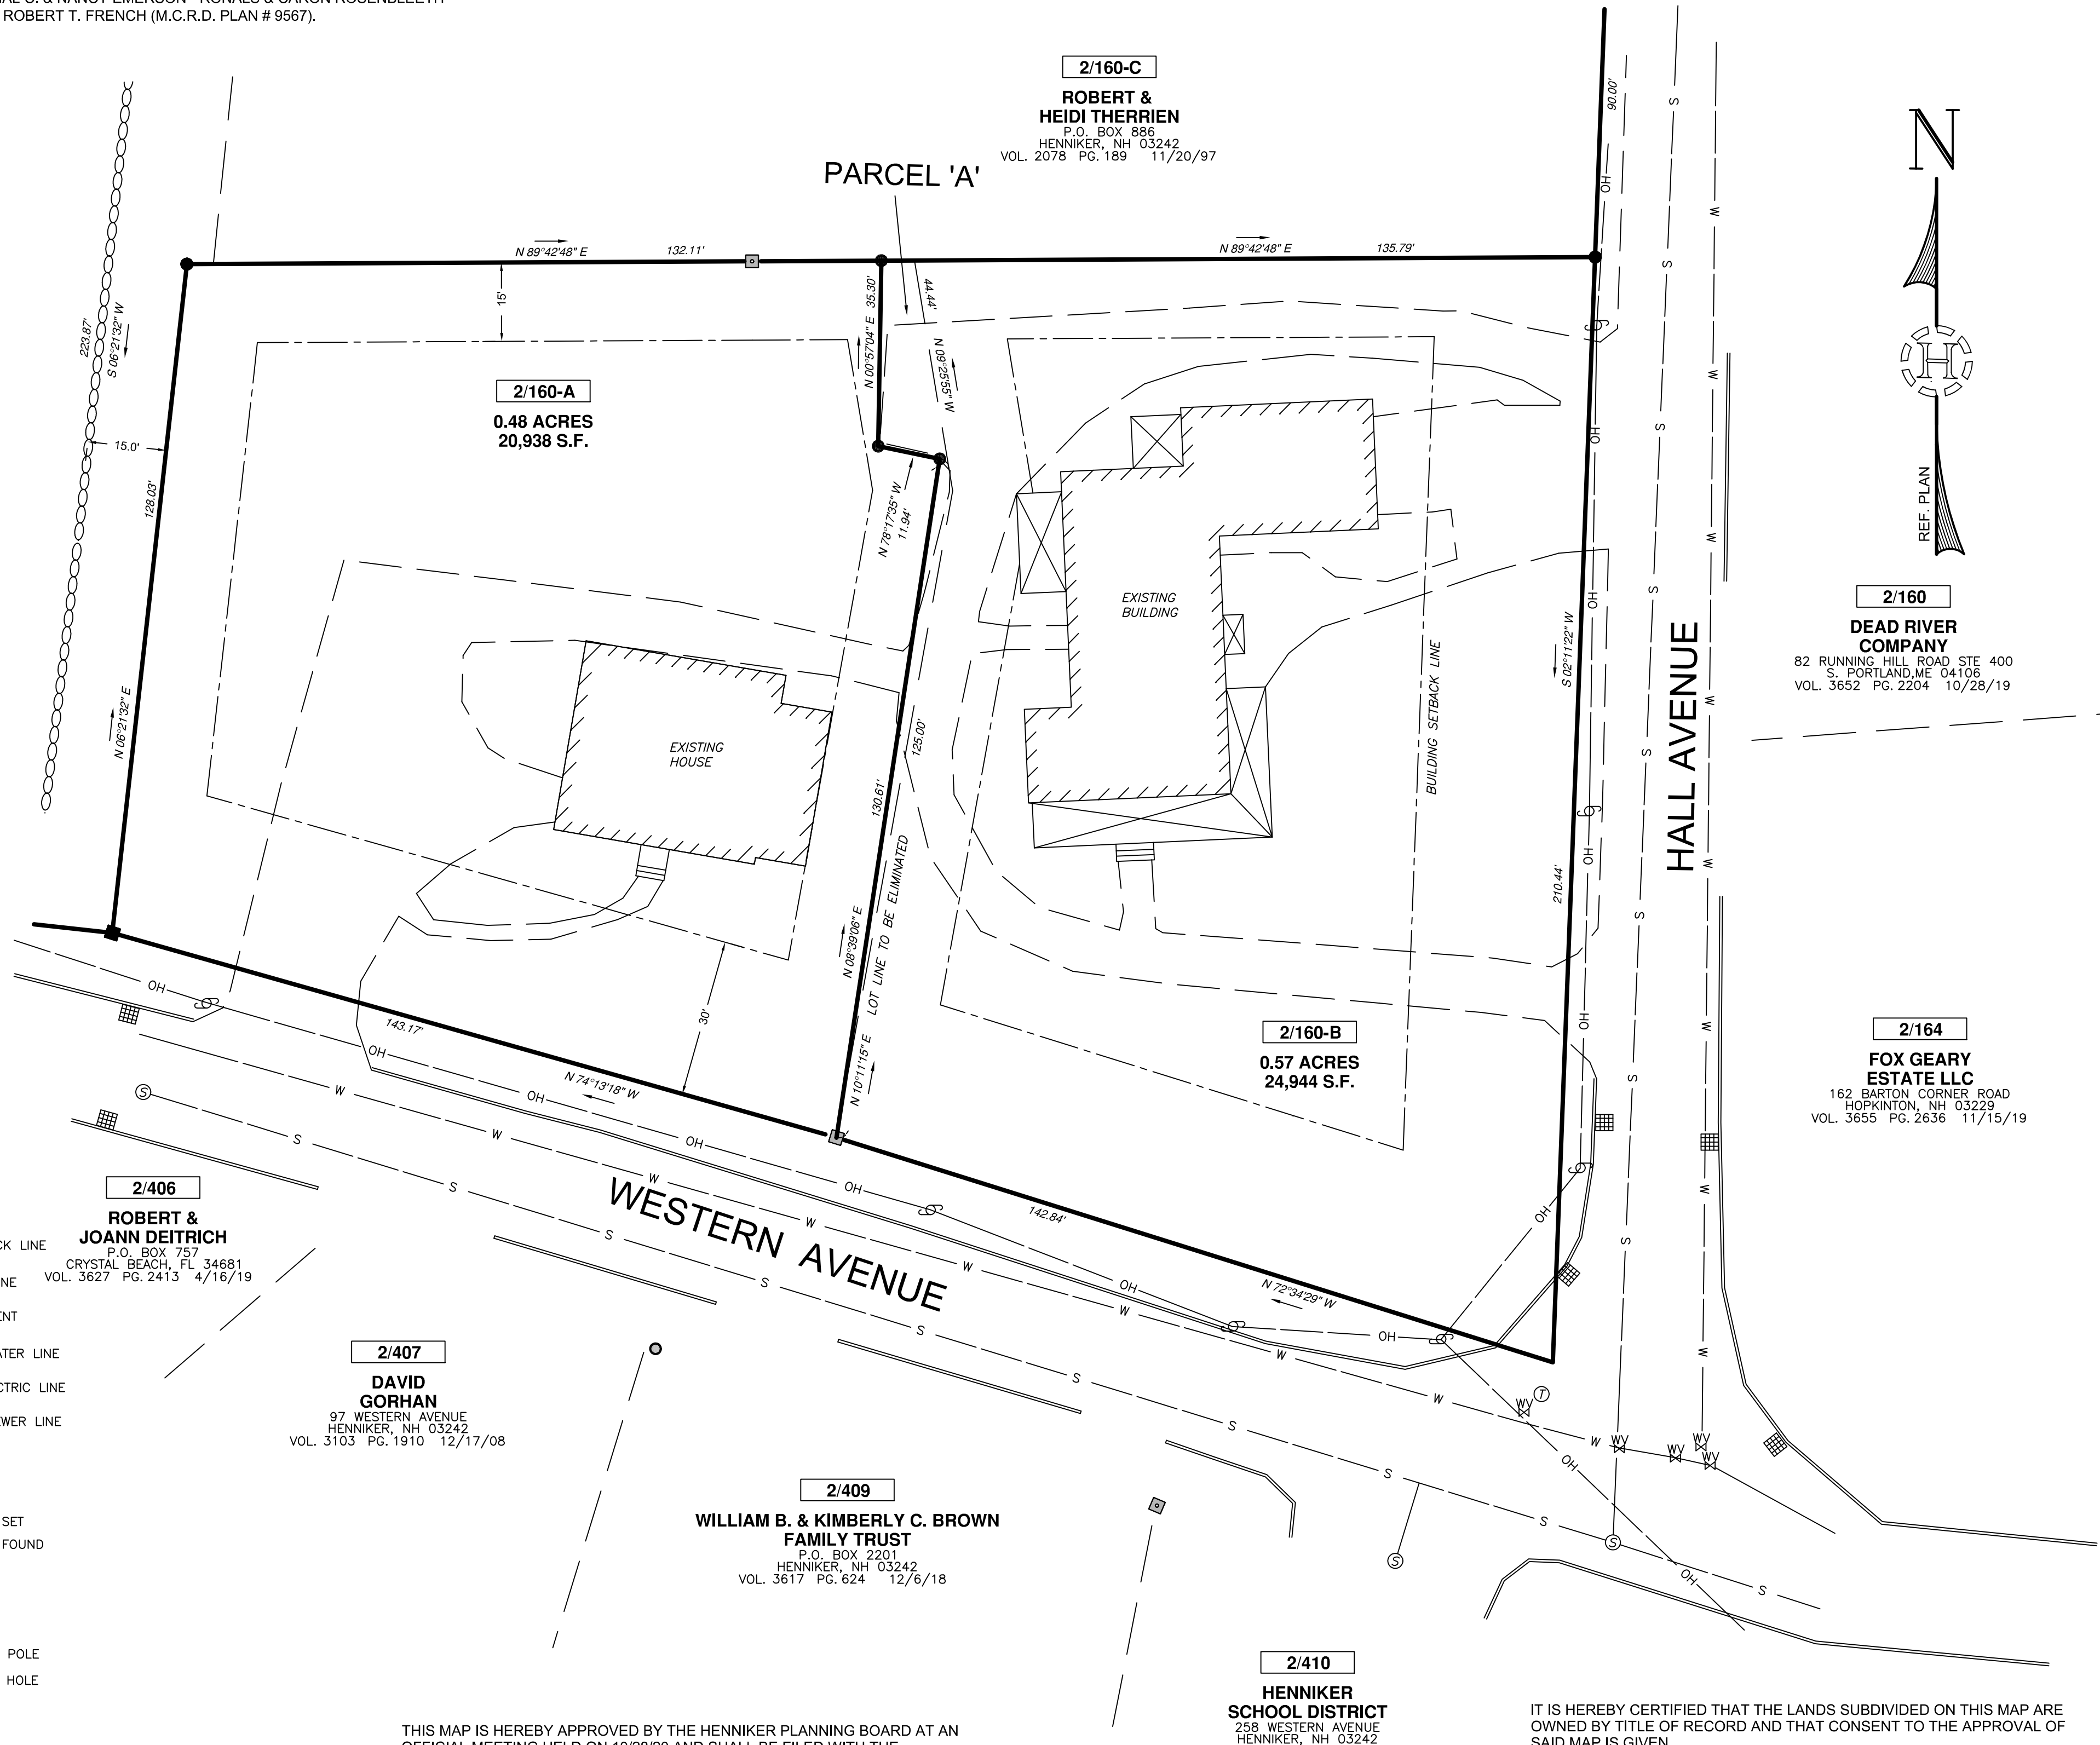 ROBERT T. FRENCH (M.C.R.D. PLAN # 9567).
2/160-C
ROBERT &
HEIDI THERRIEN
P.O. BOX 886
HENNIKER, NH 03242
VOL. 2078 PG. 189 11/20/97
PARCEL 'A'
90.00'
N
REF. PLAN
H
N 89°42'48" E 132.11'
N 89°42'48" E 135.79'
223.87'
S 06°21'32" W
15'
15.0'
128.03'
N 06°21'32" E
2/160-A
0.48 ACRES
20,938 S.F.
N 00°57'04" E 35.30'
44.44'
N 09°25'55" W
N 78°17'35" W
11.94'
EXISTING
HOUSE
EXISTING
BUILDING
125.00'
130.61'
N 08°39'06" E
LOT LINE TO BE ELIMINATED
N 10°11'15" E
BUILDING SETBACK LINE
S 02°11'22" W
210.44'
HALL AVENUE
2/160
DEAD RIVER
COMPANY
82 RUNNING HILL ROAD STE 400
S. PORTLAND,ME 04106
VOL. 3652 PG. 2204 10/28/19
143.17'
N 74°13'18" W
30'
2/160-B
0.57 ACRES
24,944 S.F.
2/164
FOX GEARY
ESTATE LLC
162 BARTON CORNER ROAD
HOPKINTON, NH 03229
VOL. 3655 PG. 2636 11/15/19
WESTERN AVENUE
142.84'
N 72°34'29" W
OH
W
S
T
WV
WV
WV
WV
WV
2/406
ROBERT &
JOANN DEITRICH
P.O. BOX 757
CRYSTAL BEACH, FL 34681
VOL. 3627 PG. 2413 4/16/19
LINE
LINE
ELECTRIC LINE
LINE
SET
FOUND
POLE
HOLE
2/407
DAVID
GORHAN
97 WESTERN AVENUE
HENNIKER, NH 03242
VOL. 3103 PG. 1910 12/17/08
2/409
WILLIAM B. & KIMBERLY C. BROWN
FAMILY TRUST
P.O. BOX 2201
HENNIKER, NH 03242
VOL. 3617 PG. 624 12/6/18
2/410
HENNIKER
SCHOOL DISTRICT
258 WESTERN AVENUE
HENNIKER, NH 03242
THIS MAP IS HEREBY APPROVED BY THE HENNIKER PLANNING BOARD AT AN
IT IS HEREBY CERTIFIED THAT THE LANDS SUBDIVIDED ON THIS MAP ARE
OWNED BY TITLE OF RECORD AND THAT CONSENT TO THE APPROVAL OF
SAID MAP IS GIVEN